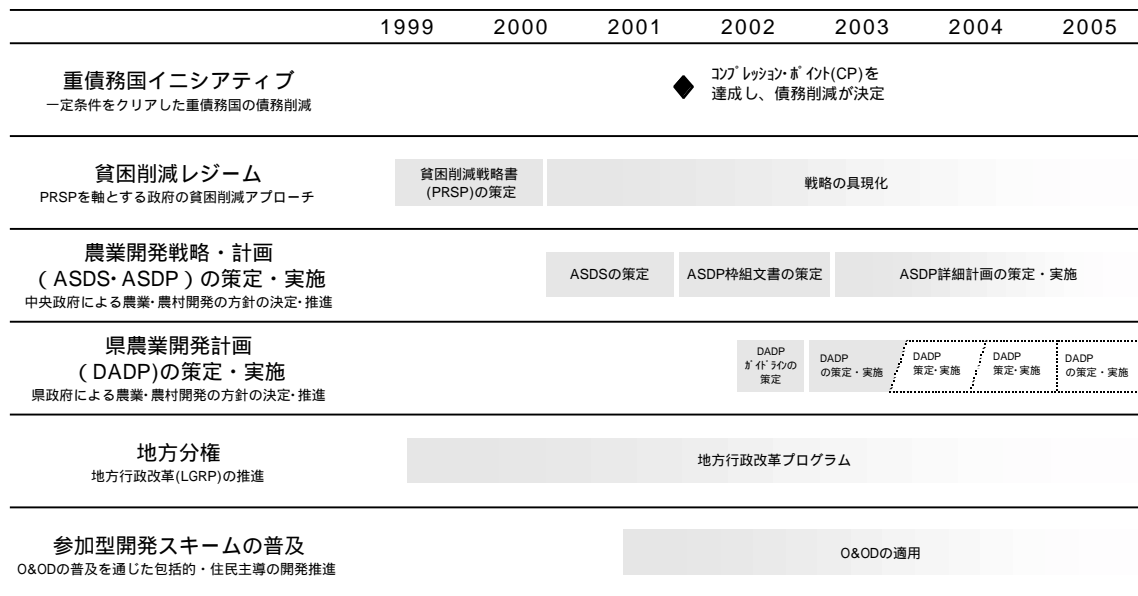 1999 2000 2001 2002 2003 2004 2005
重債務国イニシアティブ
一定条件をクリアした重債務国の債務削減
ｺﾝﾌﾟﾚｯｼｮﾝ･ﾎﾟｲﾝﾄ(CP)を
達成し、債務削減が決定
貧困削減レジーム
PRSPを軸とする政府の貧困削減アプローチ
貧困削減戦略書
(PRSP)の策定
戦略の具現化
農業開発戦略・計画
（ASDS･ASDP）の策定・実施
中央政府による農業･農村開発の方針の決定･推進
ASDSの策定
ASDP枠組文書の策定
ASDP詳細計画の策定・実施
県農業開発計画
（DADP)の策定・実施
県政府による農業･農村開発の方針の決定･推進
DADP
ｶﾞｲﾄﾞﾗｲﾝの
策定
DADP
の策定・実施
DADP
策定･実施
DADP
策定･実施
DADP
の策定・実施
地方分権
地方行政改革(LGRP)の推進
地方行政改革プログラム
参加型開発スキームの普及
O&ODの普及を通じた包括的・住民主導の開発推進
O&ODの適用